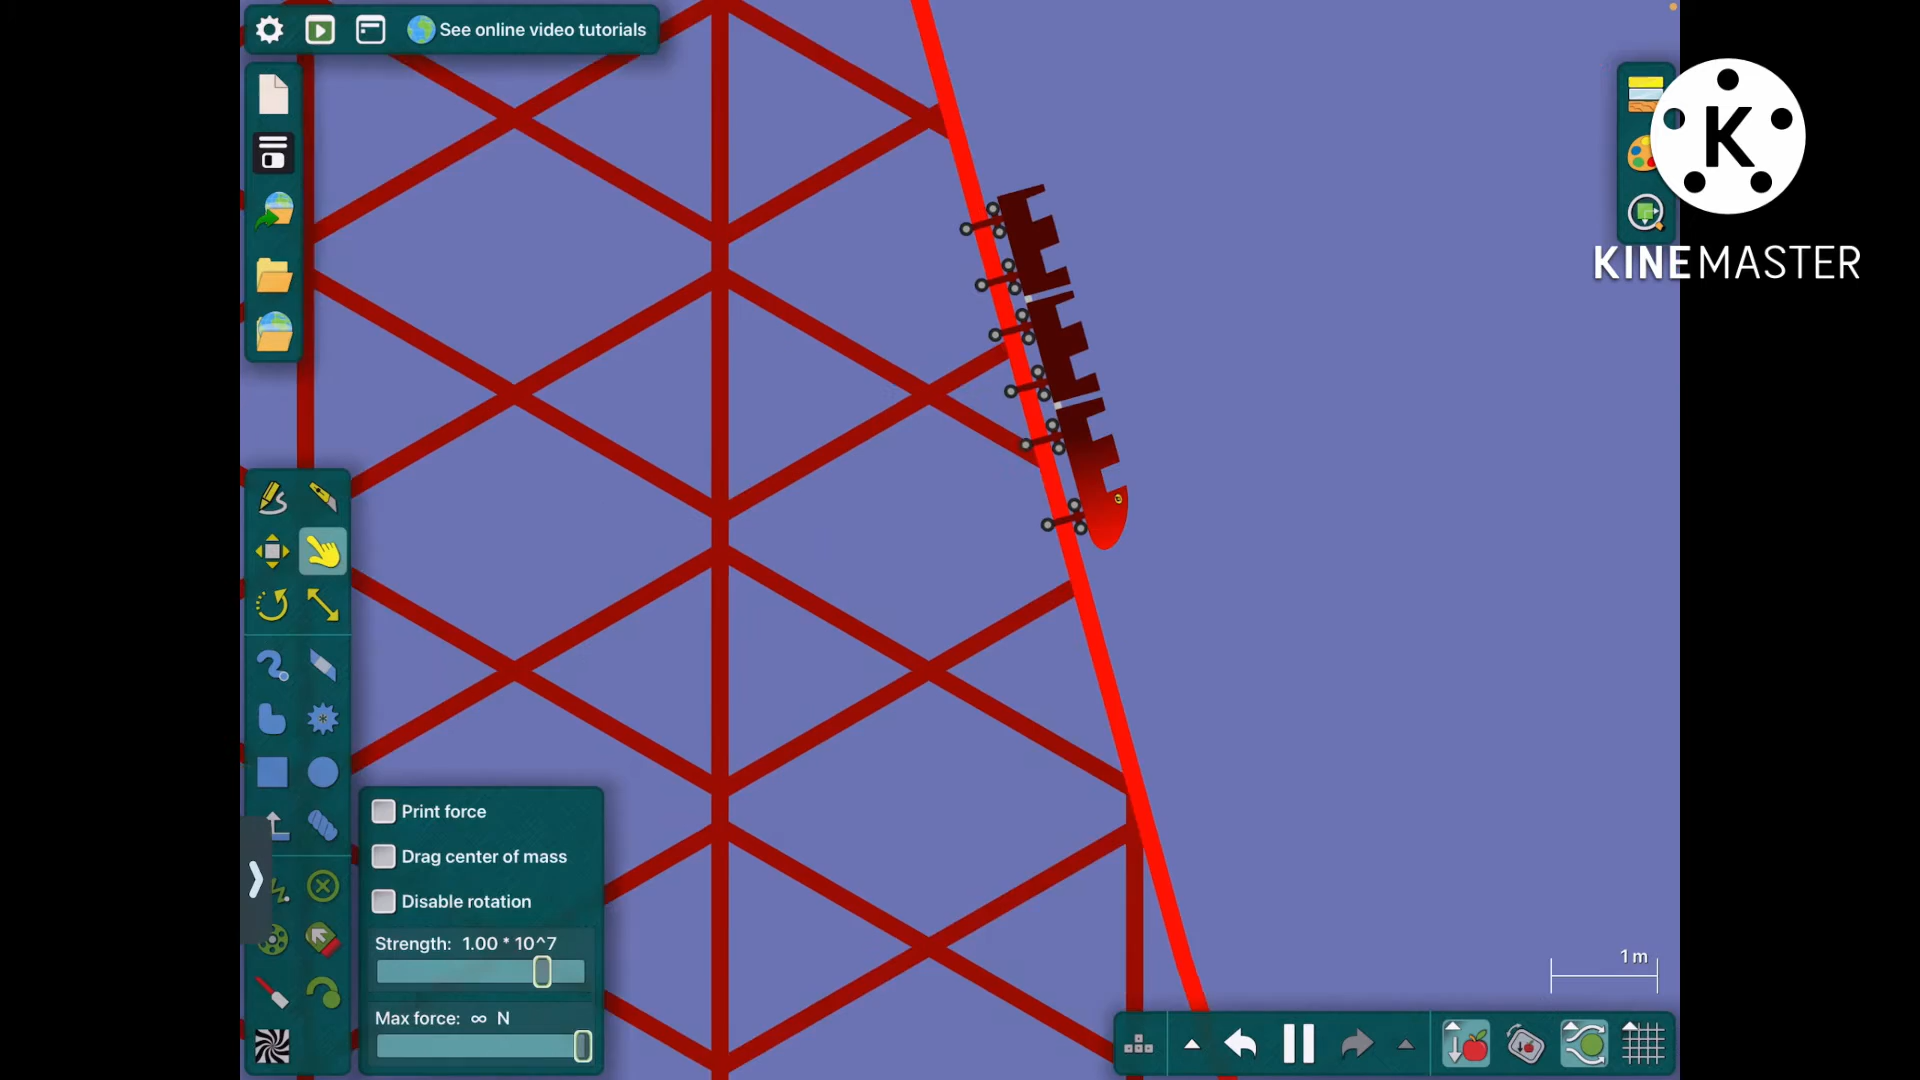 See online video tutorials
K
KINEMASTER
Print force
Drag center of mass
Disable rotation
Strength: 1.00 * 10^7
Max force: ∞ N
1 m